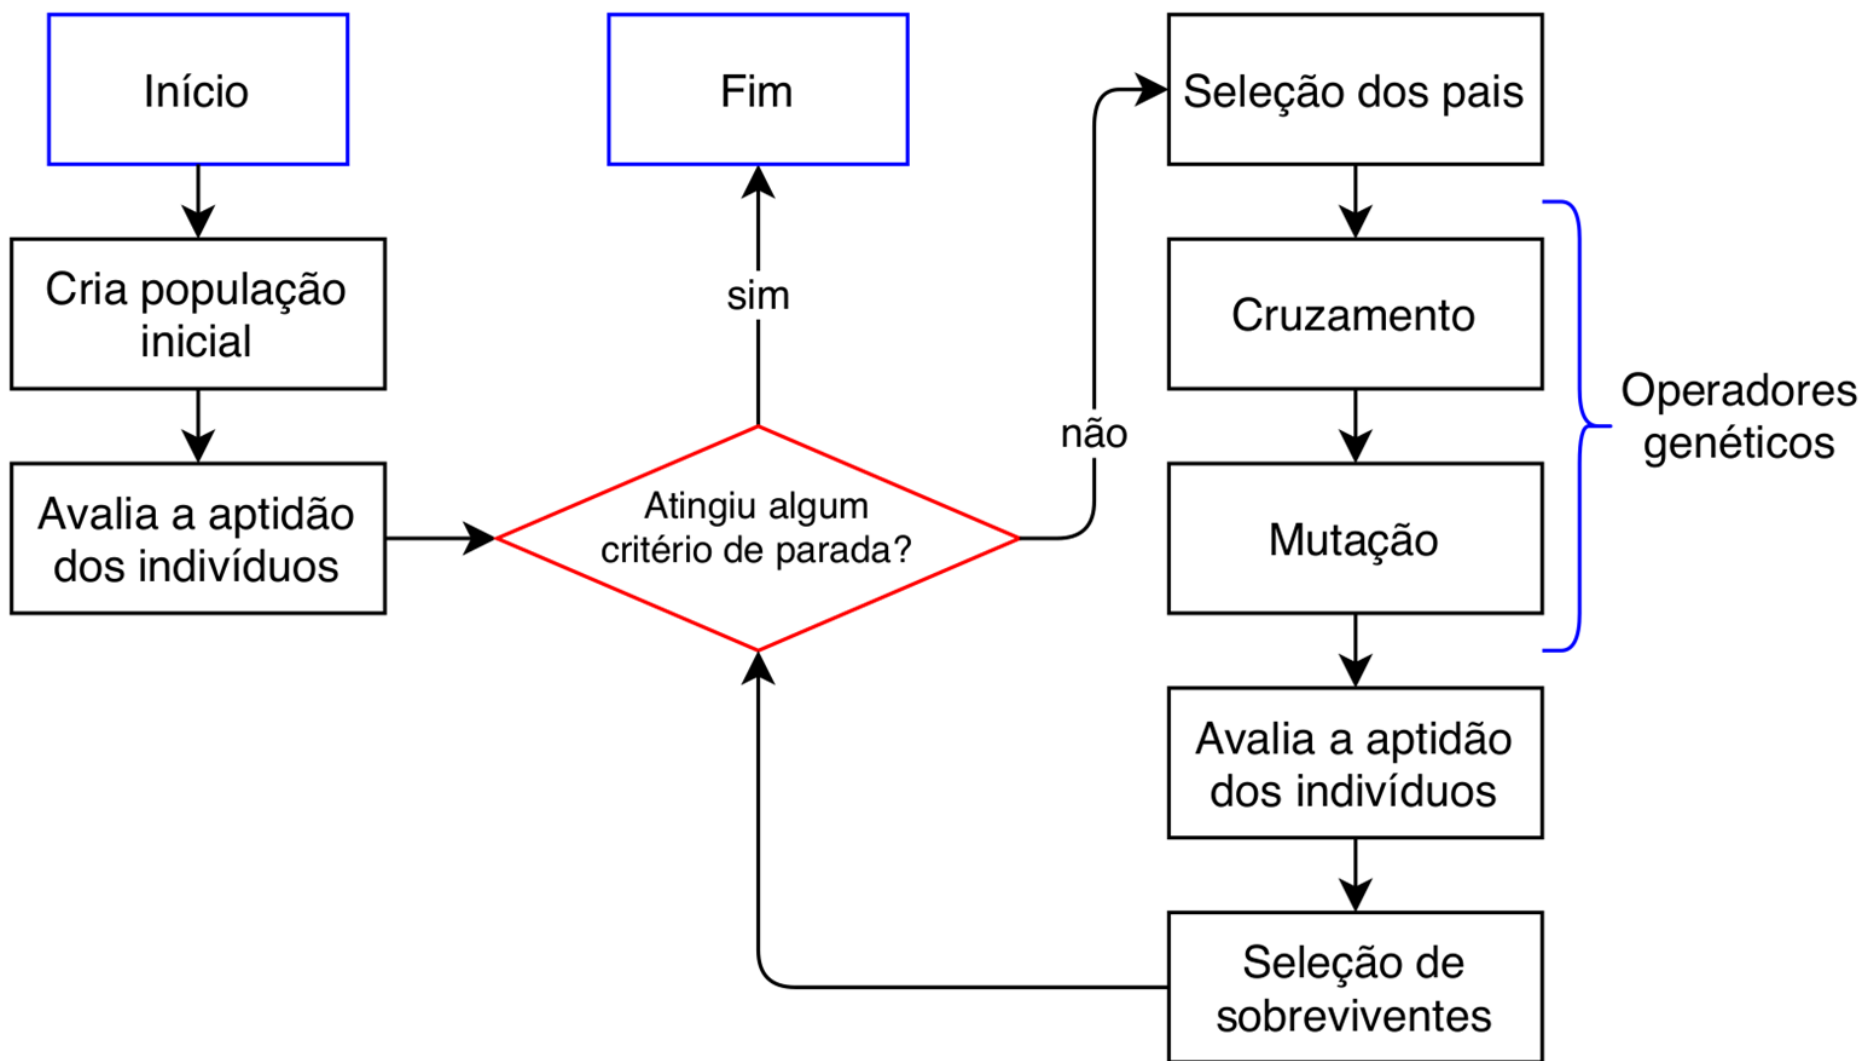 Início
Cria população
inicial
Avalia a aptidão
dos indivíduos
Atingiu algum
critério de parada?
sim
Fim
não
Seleção dos pais
Cruzamento
Mutação
Operadores
genéticos
Avalia a aptidão
dos indivíduos
Seleção de
sobreviventes